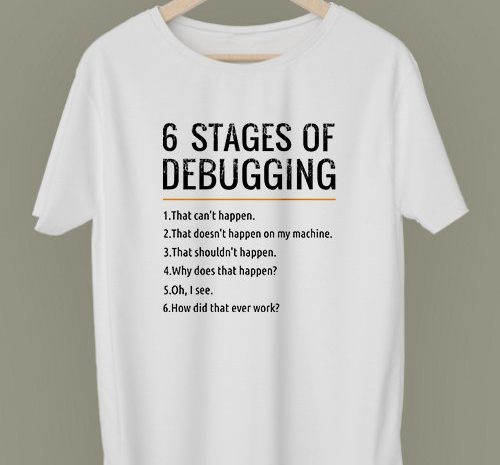 6 STAGES OF
DEBUGGING
1.That can't happen.
2.That doesn't happen on my machine.
3.That shouldn't happen.
4.Why does that happen?
5.Oh, I see.
6.How did that ever work?